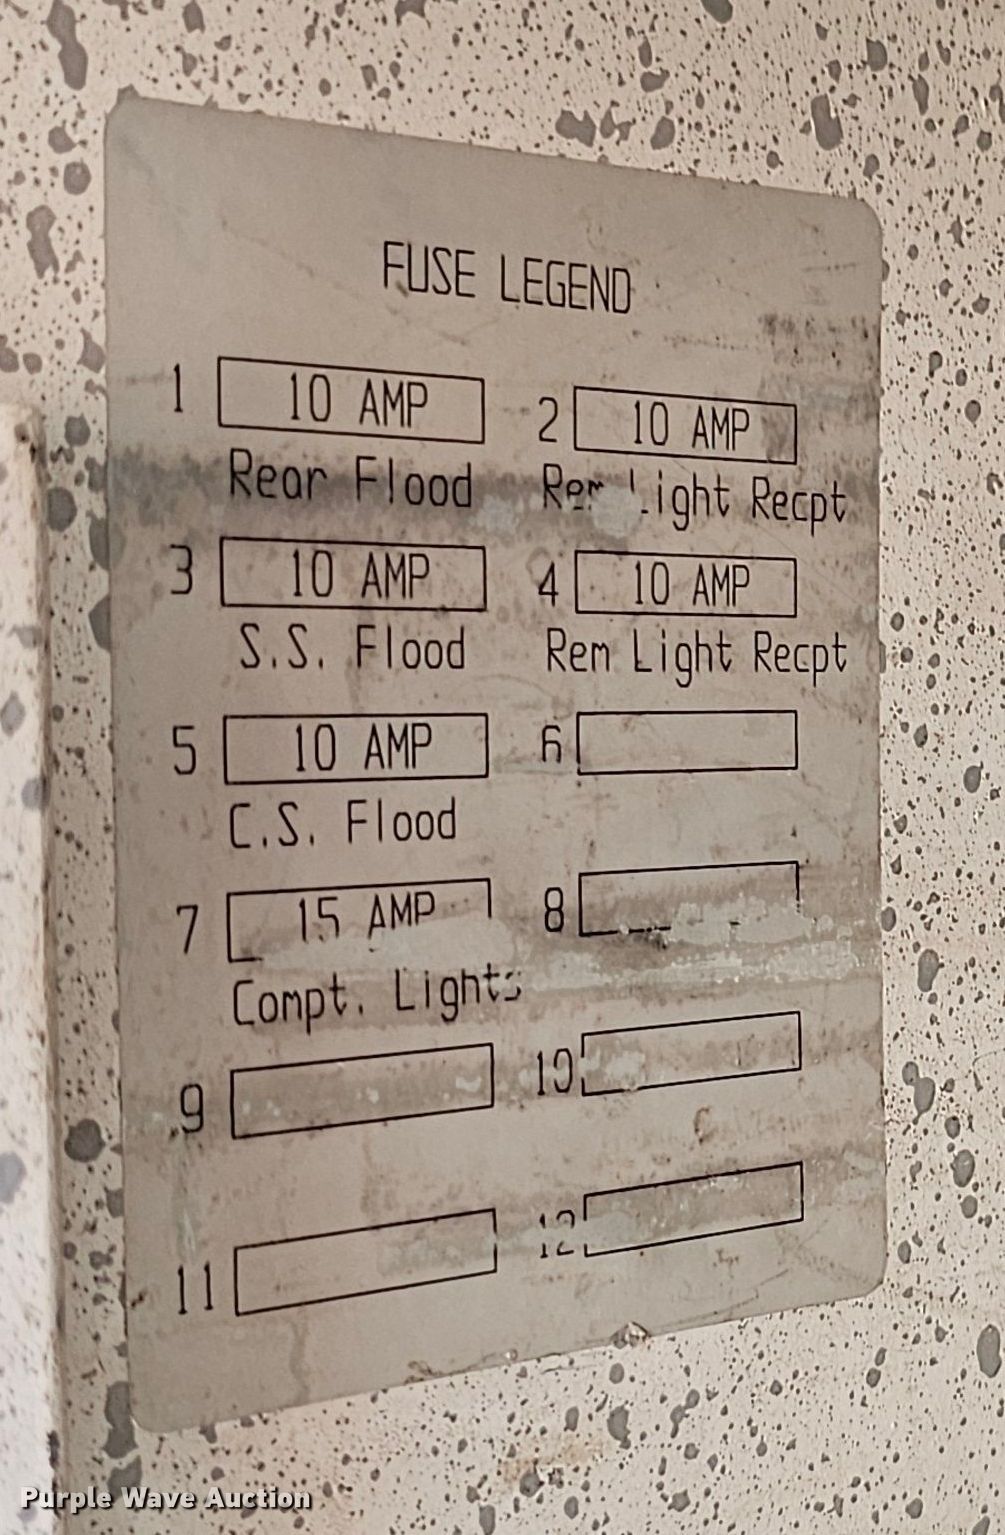 FUSE LEGEND
1 10 AMP 2 10 AMP
Rear Flood Rem Light Recpt
3 10 AMP 4 10 AMP
S.S. Flood Rem Light Recpt
5 10 AMP 6
C.S. Flood
7 15 AMP 8
Compt. Lights
9 10
11 12
Purple Wave Auction